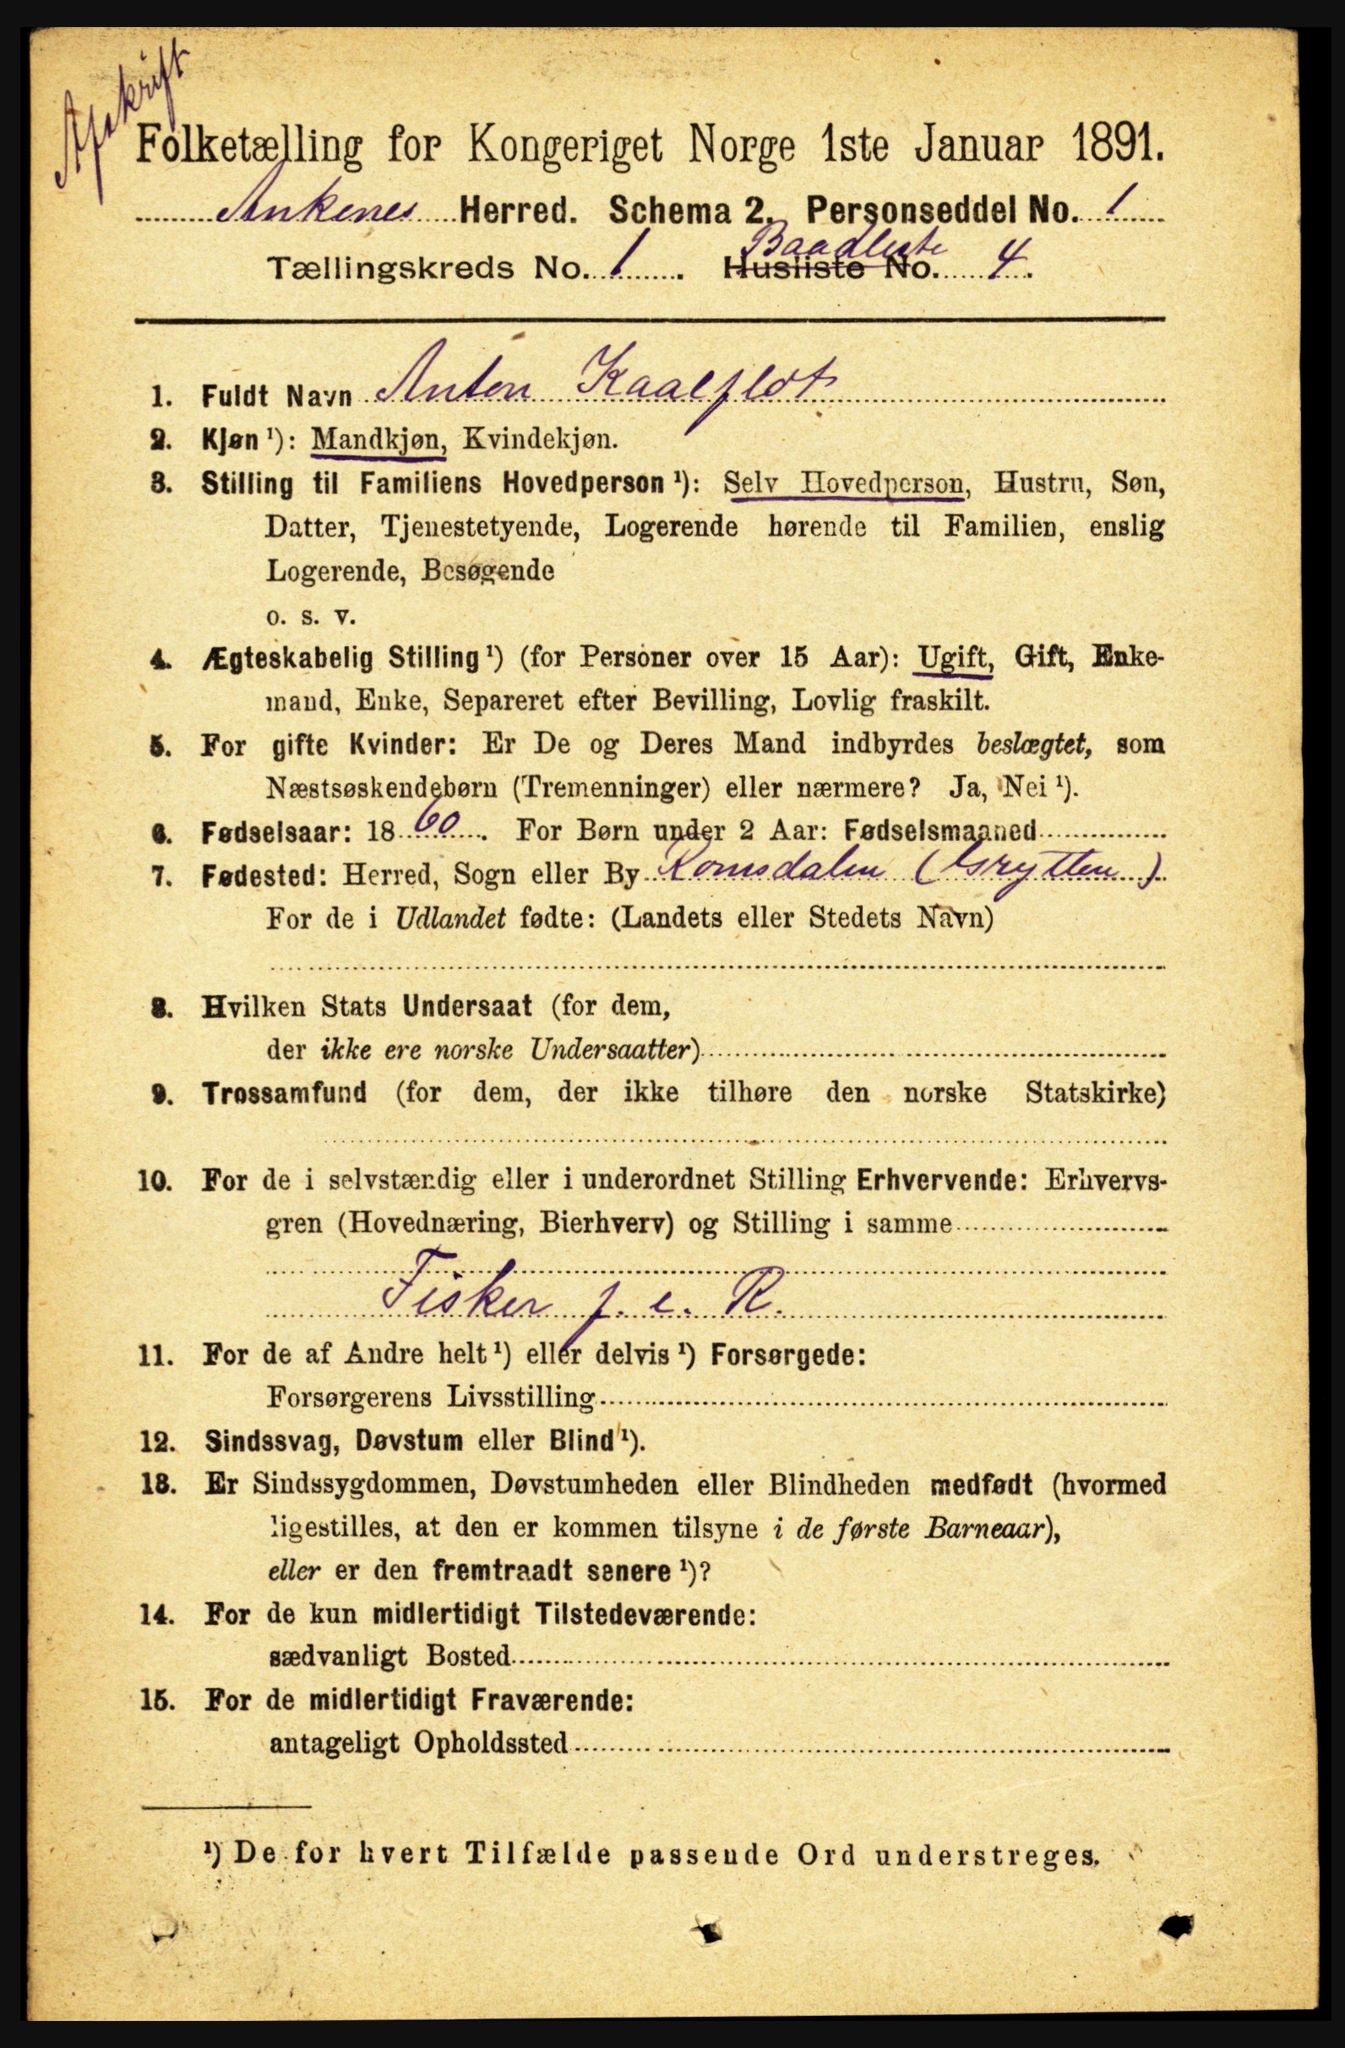 Afskrift
Folketælling for Kongeriget Norge 1ste Januar 1891.
Ankenes Herred. Schema 2. Personseddel No. 1
Baadliste
Tællingskreds No. 1. Husliste No. 4.
1. Fuldt Navn Anton Kaalflot
2. Kjøn ¹): Mandkjøn, Kvindekjøn.
3. Stilling til Familiens Hovedperson ¹): Selv Hovedperson, Hustru, Søn,
Datter, Tjenestetyende, Logerende hørende til Familien, enslig
Logerende, Besøgende
o. s. v.
4. Ægteskabelig Stilling ¹) (for Personer over 15 Aar): Ugift, Gift, Enke-
mand, Enke, Separeret efter Bevilling, Lovlig fraskilt.
5. For gifte Kvinder: Er De og Deres Mand indbyrdes beslægtet, som
Næstsøskendebørn (Tremenninger) eller nærmere? Ja, Nei ¹).
6. Fødselsaar: 1860. For Børn under 2 Aar: Fødselsmaaned
7. Fødested: Herred, Sogn eller By Romsdalen (Grytten)
For de i Udlandet fødte: (Landets eller Stedets Navn)
8. Hvilken Stats Undersaat (for dem,
der ikke ere norske Undersaatter)
9. Trossamfund (for dem, der ikke tilhøre den norske Statskirke)
10. For de i selvstændig eller i underordnet Stilling Erhvervende: Erhvervs-
gren (Hovednæring, Bierhverv) og Stilling i samme
Fisker f. e. R.
11. For de af Andre helt ¹) eller delvis ¹) Forsørgede:
Forsørgerens Livsstilling
12. Sindssvag, Døvstum eller Blind ¹).
13. Er Sindssygdommen, Døvstumheden eller Blindheden medfødt (hvormed
ligestilles, at den er kommen tilsyne i de første Barneaar),
eller er den fremtraadt senere ¹)?
14. For de kun midlertidigt Tilstedeværende:
sædvanligt Bosted
15. For de midlertidigt Fraværende:
antageligt Opholdssted
¹) De for hvert Tilfælde passende Ord understreges.